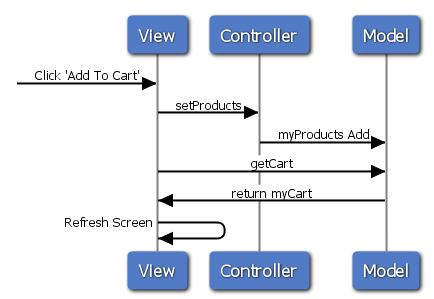 View Controller Model
Click 'Add To Cart'
setProducts
myProducts Add
getCart
return myCart
Refresh Screen
View Controller Model